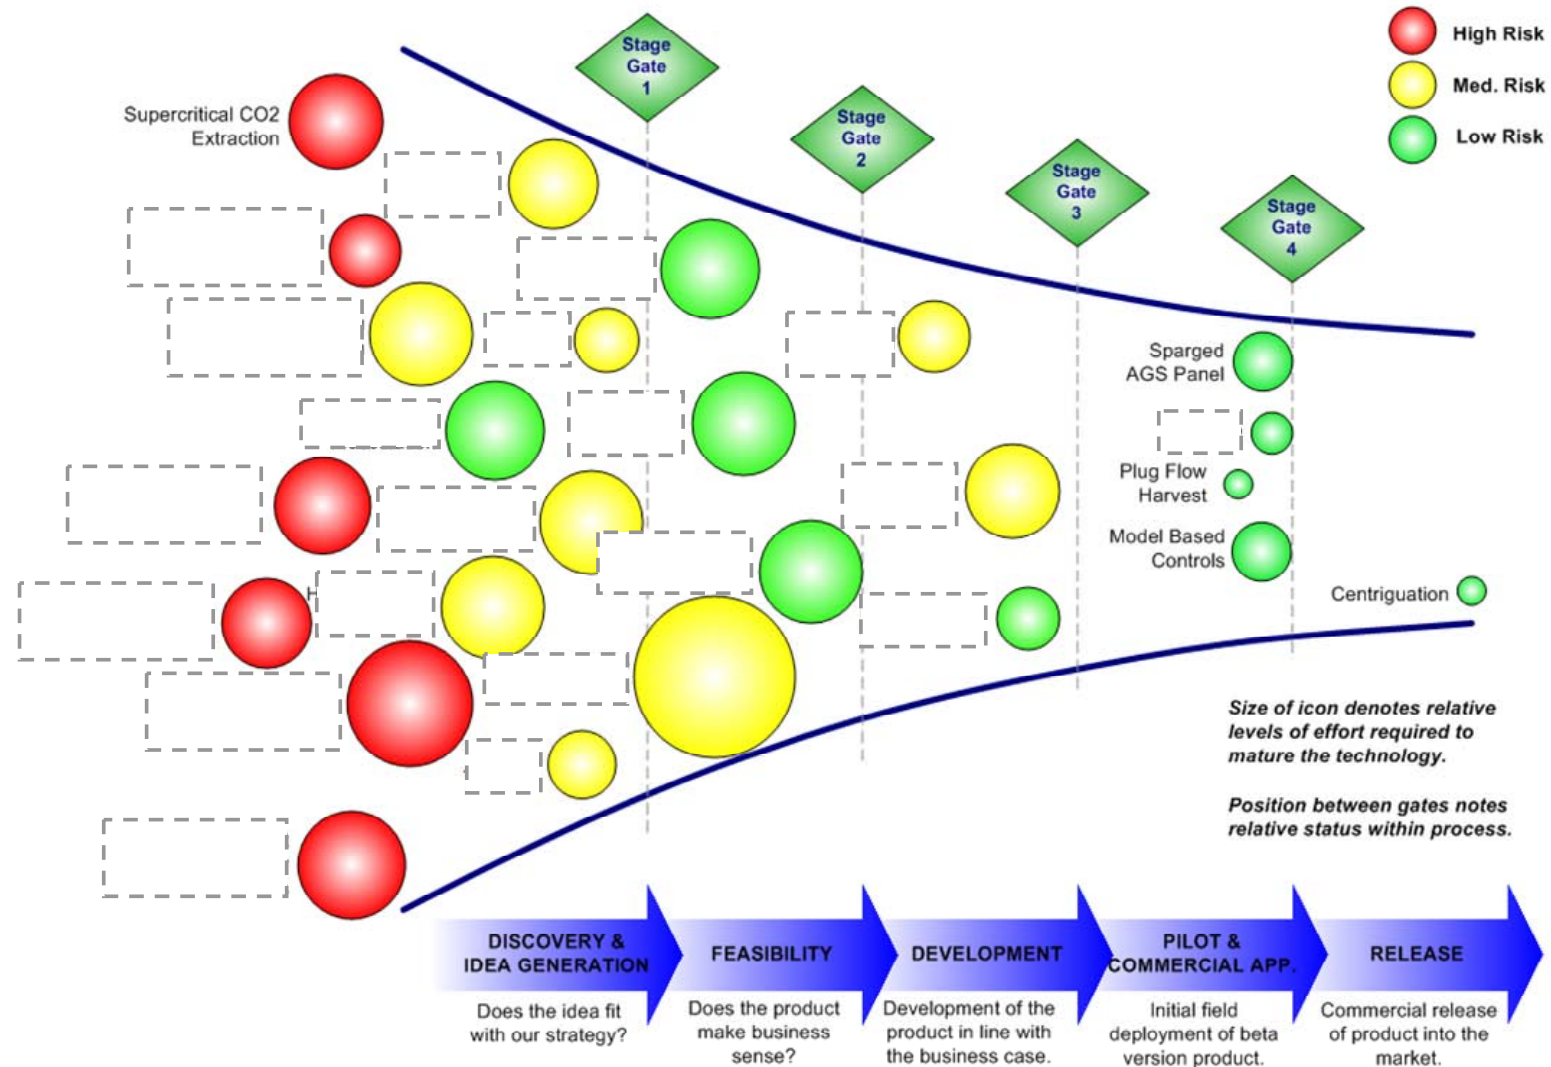 High Risk
Med. Risk
Low Risk
Stage
Gate
1
Stage
Gate
2
Stage
Gate
3
Stage
Gate
4
Supercritical CO2
Extraction
Sparged
AGS Panel
Plug Flow
Harvest
Model Based
Controls
Centriguation
Size of icon denotes relative
levels of effort required to
mature the technology.
Position between gates notes
relative status within process.
DISCOVERY &
IDEA GENERATION
FEASIBILITY
DEVELOPMENT
PILOT &
COMMERCIAL APP.
RELEASE
Does the idea fit
with our strategy?
Does the product
make business
sense?
Development of the
product in line with
the business case.
Initial field
deployment of beta
version product.
Commercial release
of product into the
market.